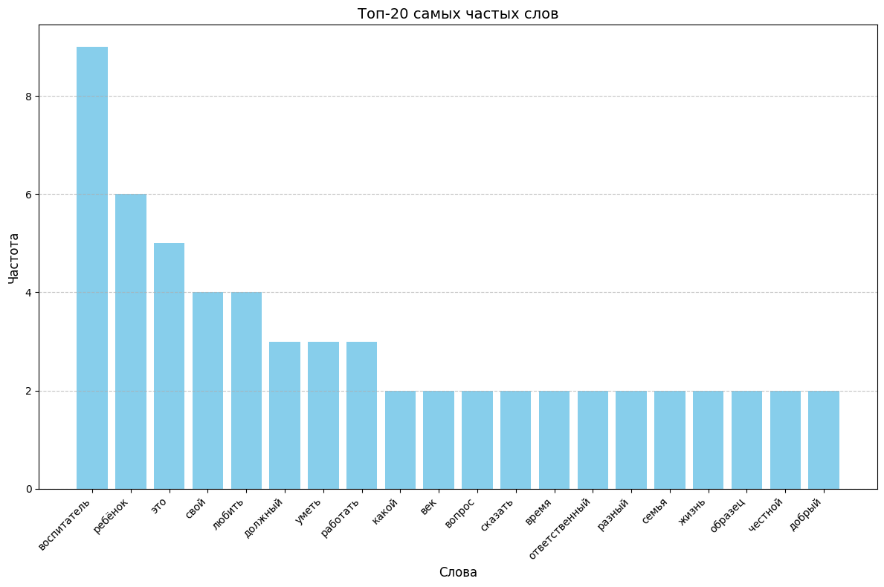 Топ-20 самых частых слов
Частота
8
6
4
2
0
воспитатель
ребёнок
это
свой
любить
должный
уметь
работать
какой
век
вопрос
сказать
время
ответственный
разный
семья
жизнь
образец
честной
добрый
Слова